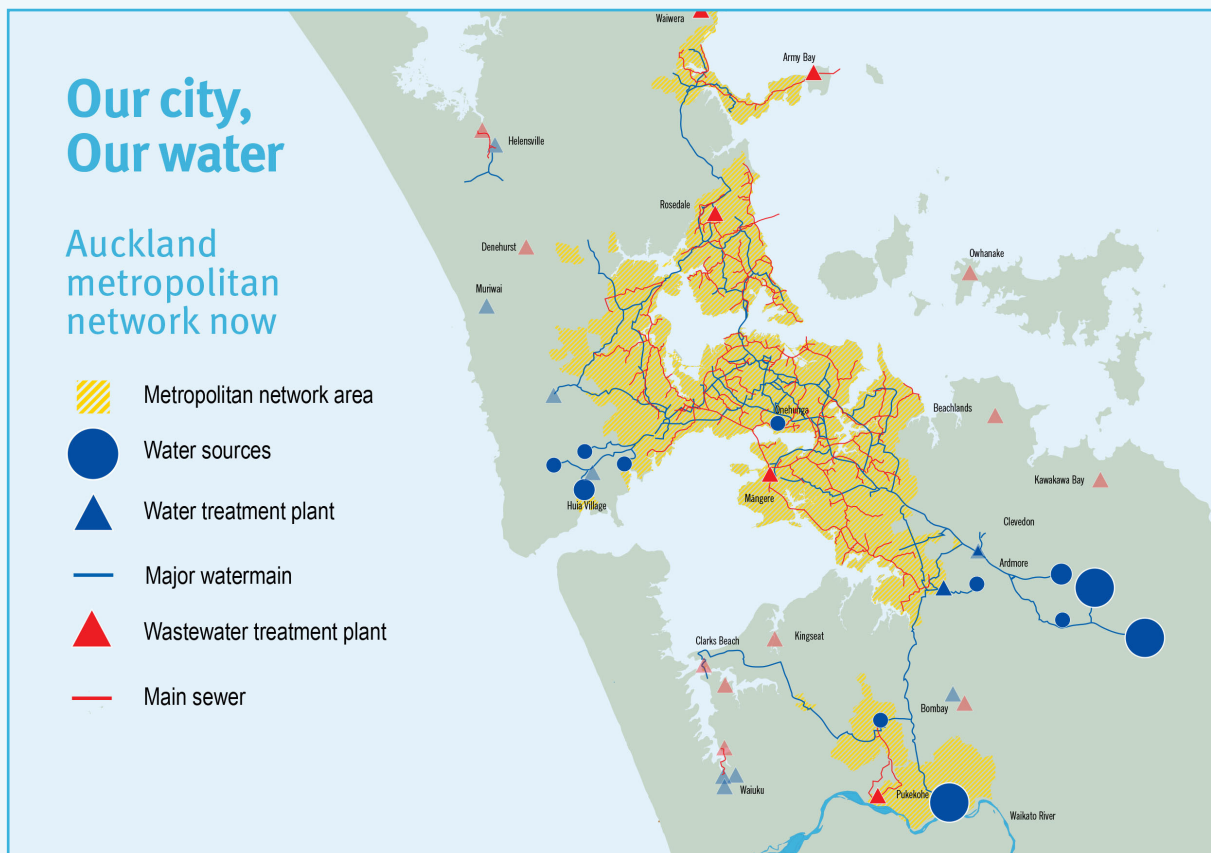 Our city,
Our water
Auckland
metropolitan
network now
Metropolitan network area
Water sources
Water treatment plant
Major watermain
Wastewater treatment plant
Main sewer
Waiwera
Army Bay
Helensville
Rosedale
Denehurst
Owhanake
Muriwai
Beachlands
Onehunga
Kawakawa Bay
Māngere
Huia Village
Clevedon
Ardmore
Clarks Beach
Kingseat
Bombay
Waiuku
Pukekohe
Waikato River